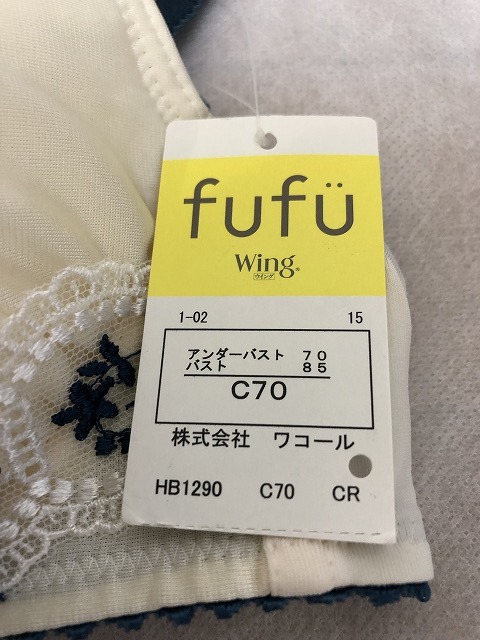 fufü
Wing®
ウイング
1-02 15
アンダーバスト 70
バスト 85
C70
株式会社 ワコール
HB1290 C70 CR